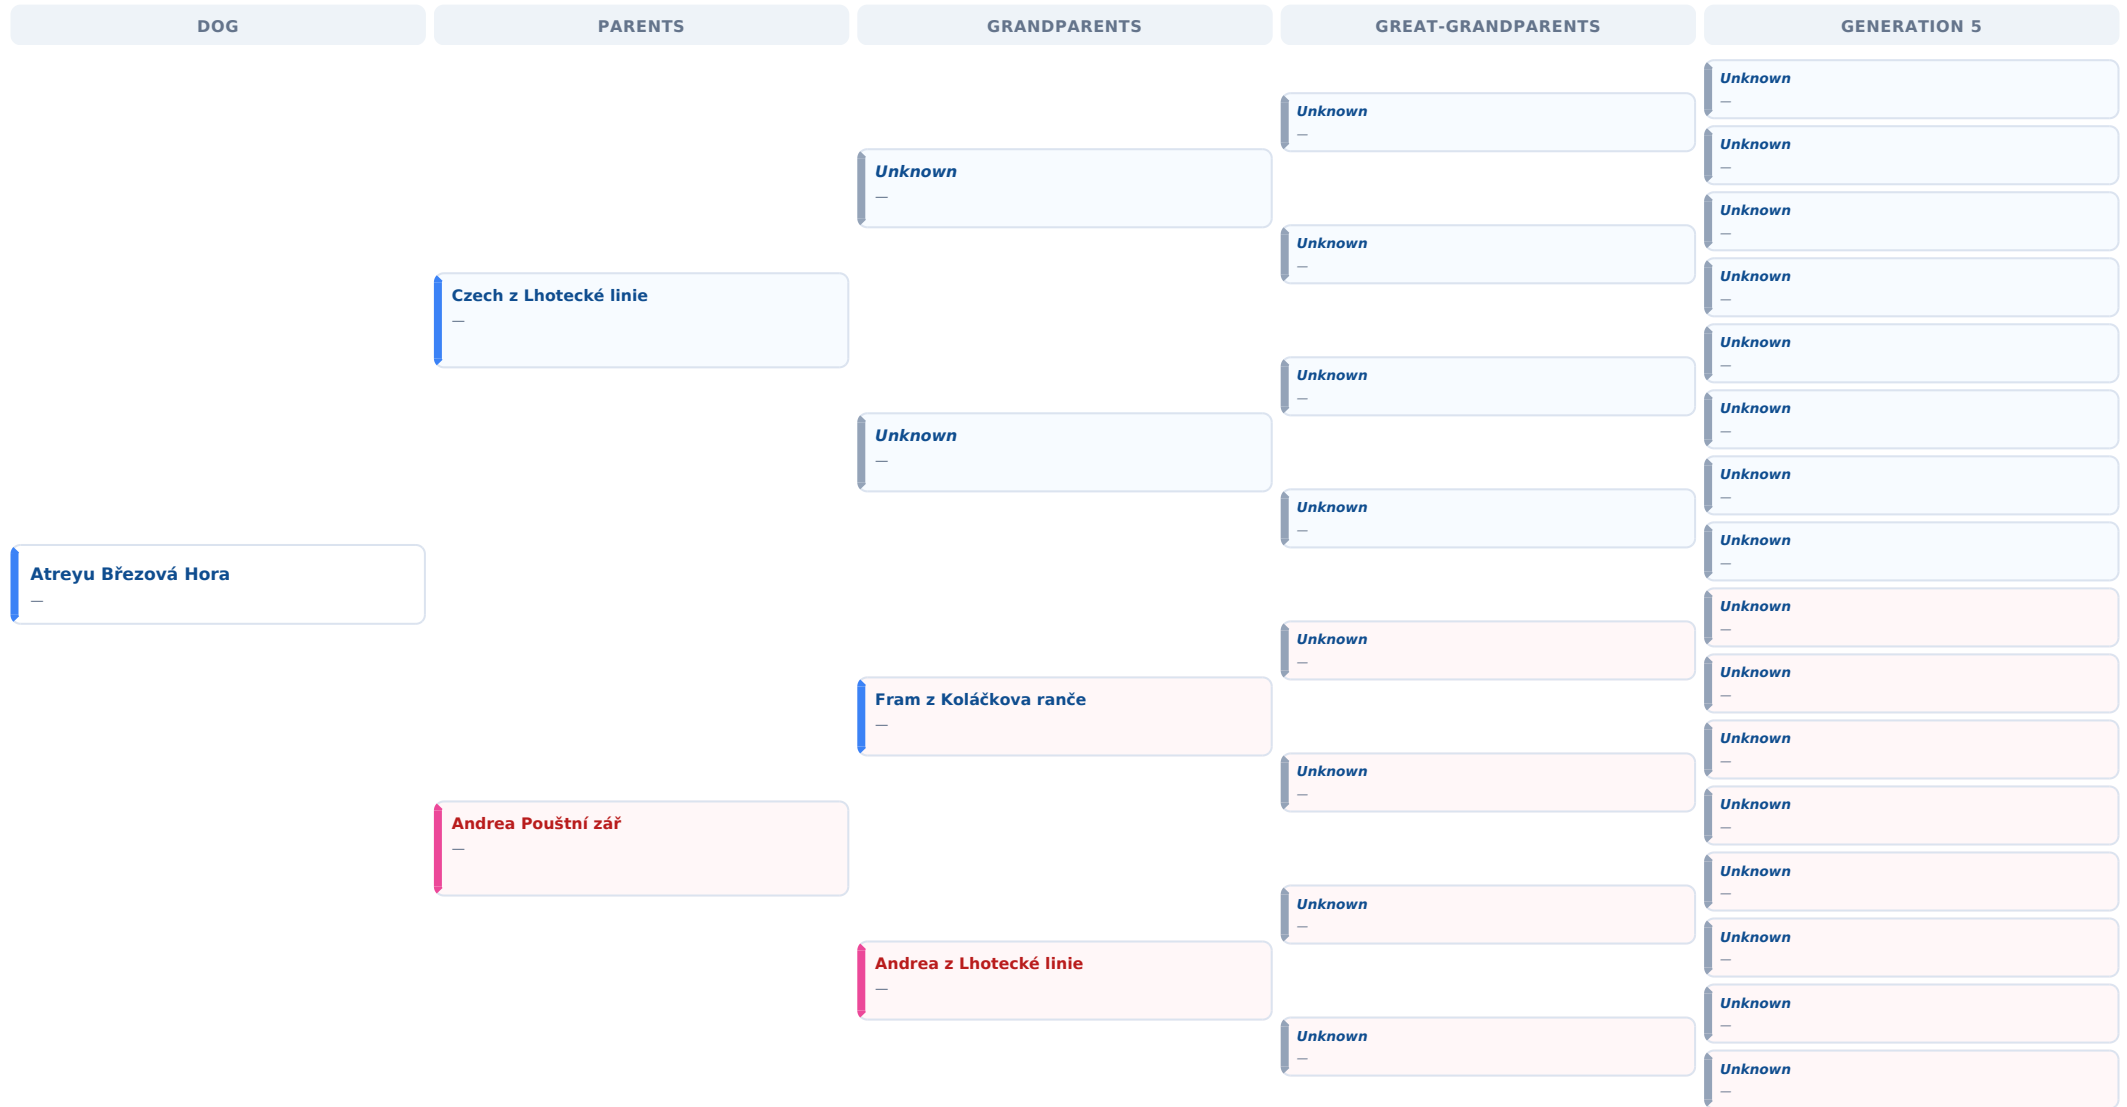 DOG
PARENTS
GRANDPARENTS
GREAT-GRANDPARENTS
GENERATION 5
Atreyu Březová Hora
—
Czech z Lhotecké linie
—
Andrea Pouštní zář
—
Unknown
—
Unknown
—
Fram z Koláčkova ranče
—
Andrea z Lhotecké linie
—
Unknown
—
Unknown
—
Unknown
—
Unknown
—
Unknown
—
Unknown
—
Unknown
—
Unknown
—
Unknown
—
Unknown
—
Unknown
—
Unknown
—
Unknown
—
Unknown
—
Unknown
—
Unknown
—
Unknown
—
Unknown
—
Unknown
—
Unknown
—
Unknown
—
Unknown
—
Unknown
—
Unknown
—